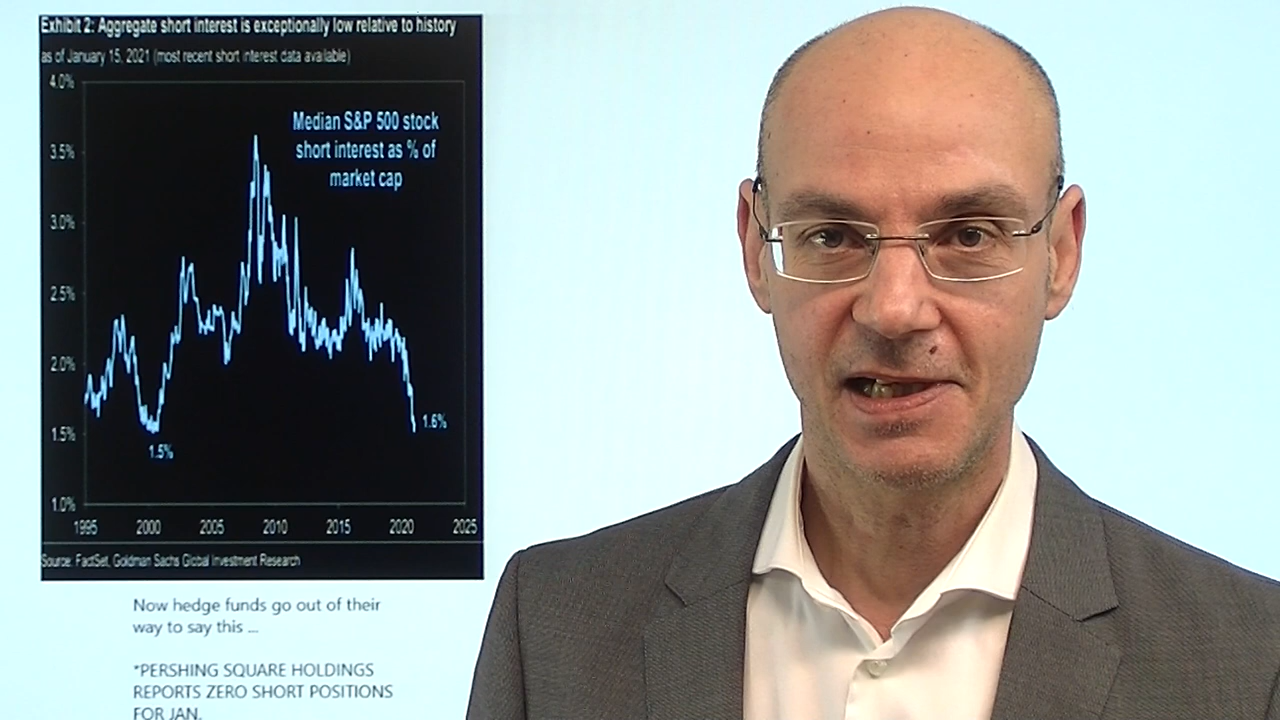 Exhibit 2: Aggregate short interest is exceptionally low relative to history
as of January 15, 2021 (most recent short interest data available)
4.0%
Median S&P 500 stock
short interest as % of
market cap
3.5%
3.0%
2.5%
2.0%
1.5%
1.0%
1.5%
1.6%
1995 2000 2005 2010 2015 2020 2025
Source: FactSet, Goldman Sachs Global Investment Research
Now hedge funds go out of their
way to say this ...
*PERSHING SQUARE HOLDINGS
REPORTS ZERO SHORT POSITIONS
FOR JAN.